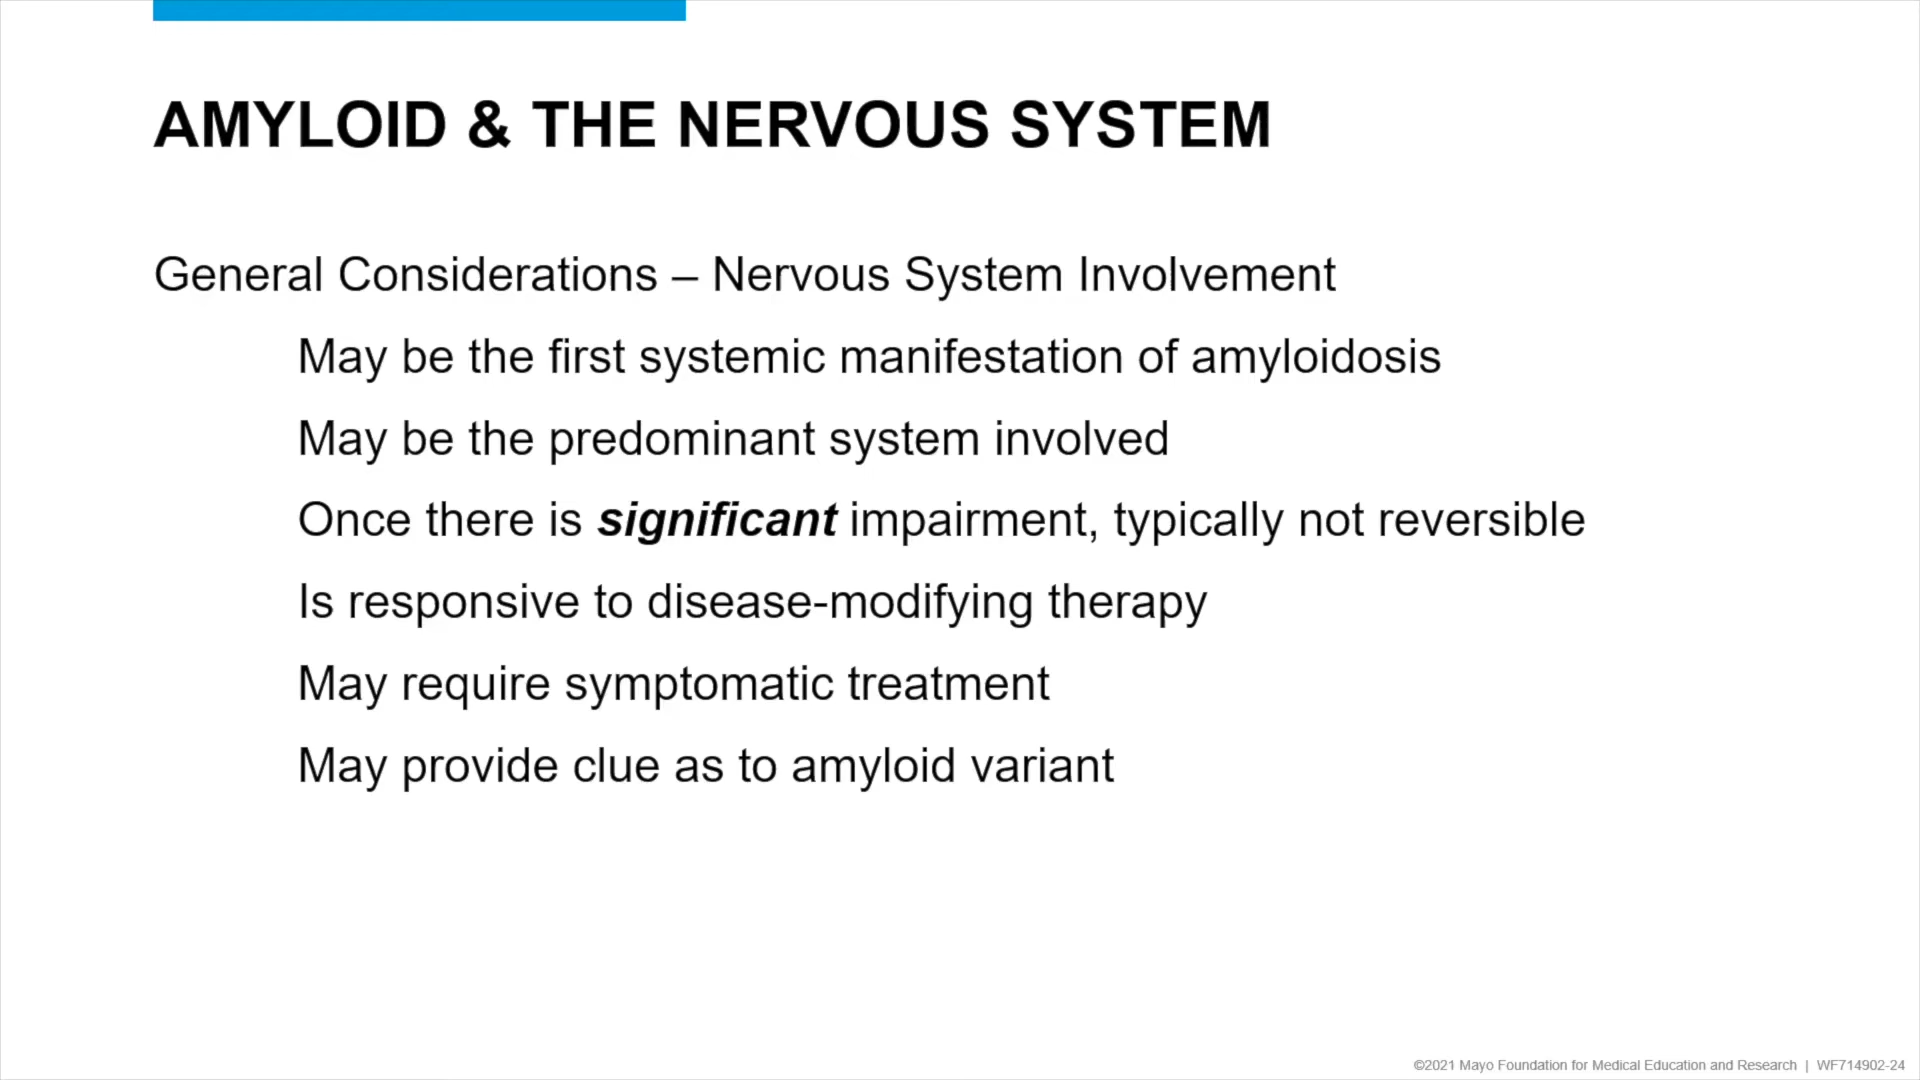 AMYLOID & THE NERVOUS SYSTEM
General Considerations – Nervous System Involvement
May be the first systemic manifestation of amyloidosis
May be the predominant system involved
Once there is significant impairment, typically not reversible
Is responsive to disease-modifying therapy
May require symptomatic treatment
May provide clue as to amyloid variant
©2021 Mayo Foundation for Medical Education and Research | WF714902-24